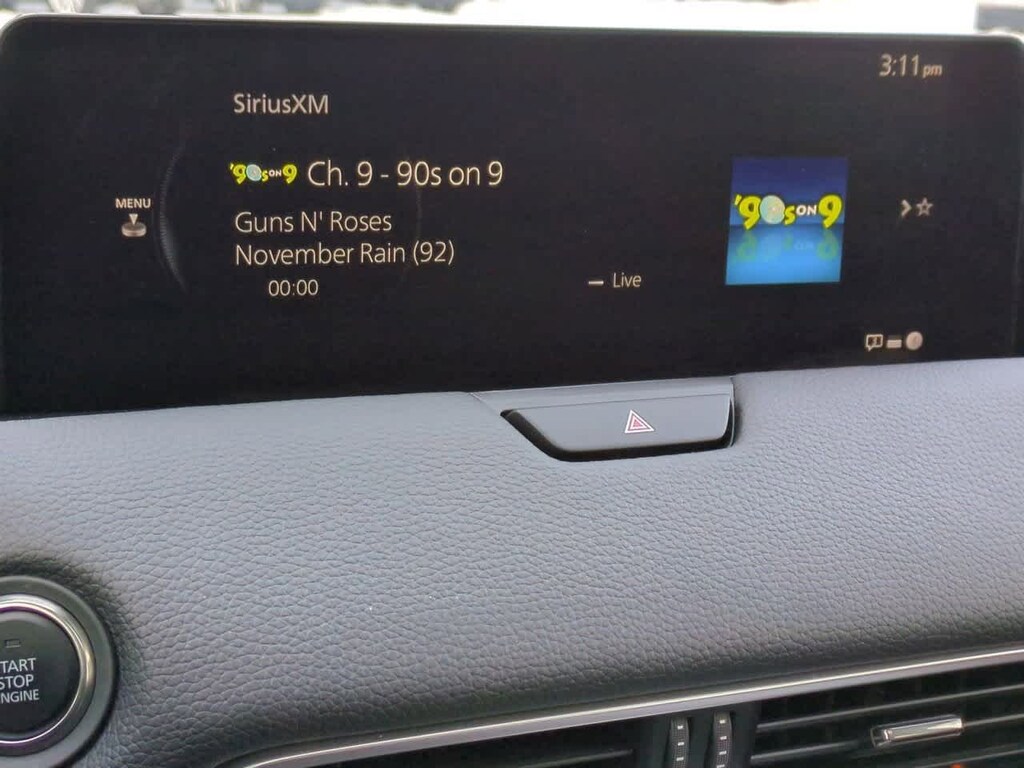 3:11pm
SiriusXM
'90s ON 9 Ch. 9 - 90s on 9
MENU
Guns N' Roses
November Rain (92)
00:00
Live
'90s ON 9
START
STOP
ENGINE